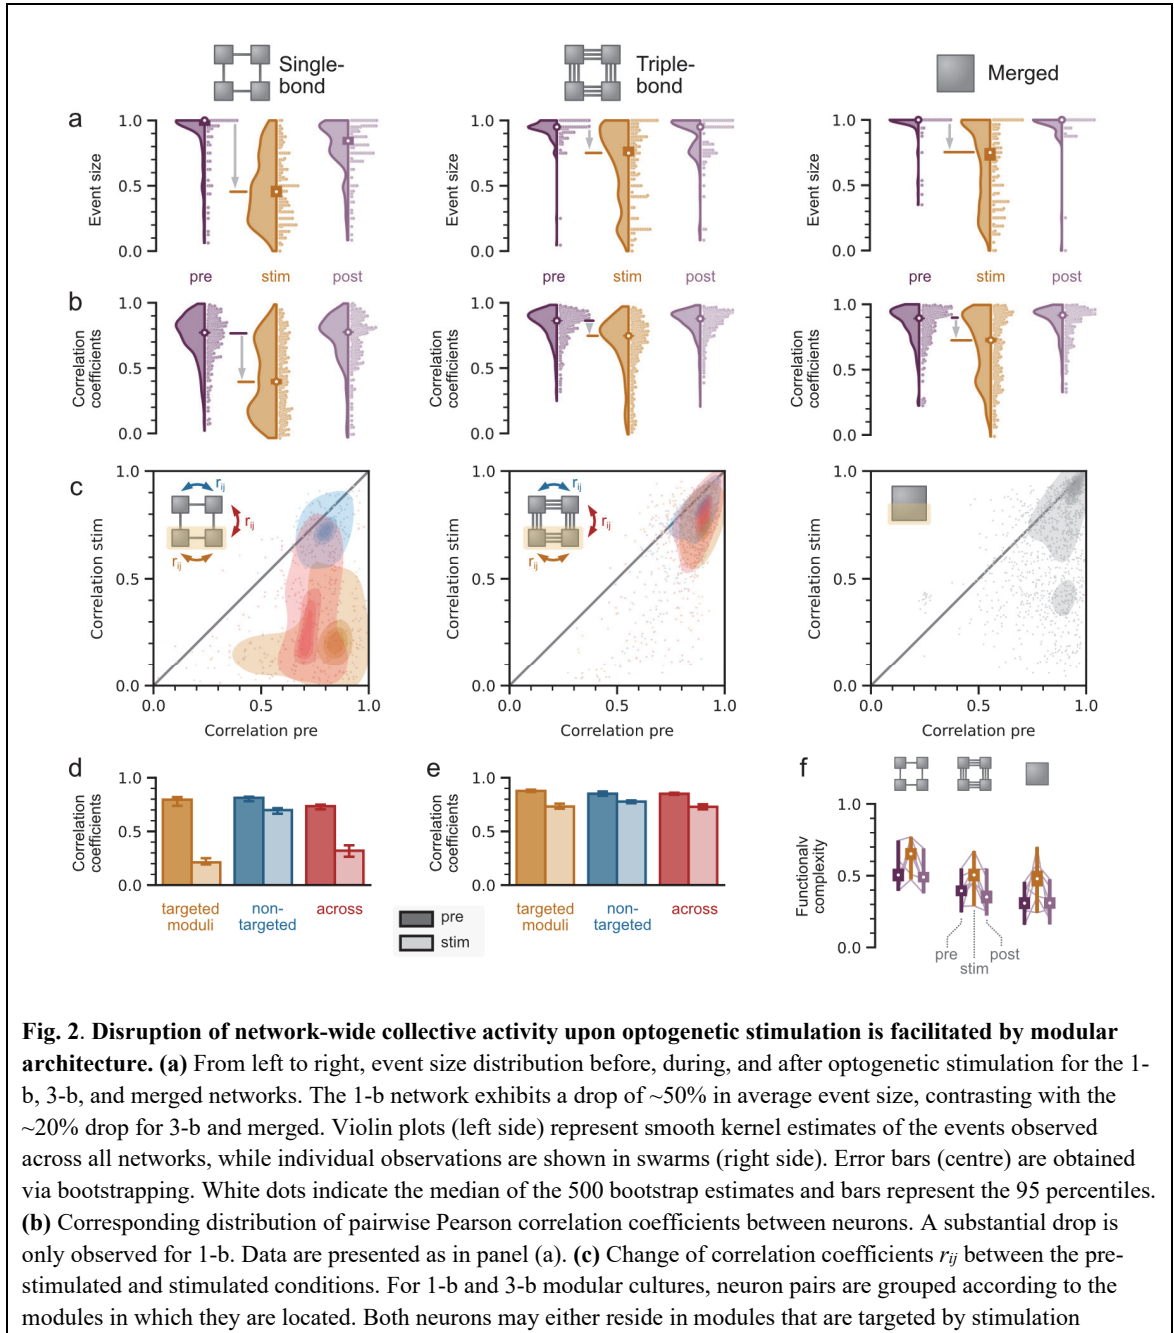 Single-
bond
Triple-
bond
Merged
a
1.0
0.5
0.0
Event size
1.0
0.5
0.0
Event size
1.0
0.5
0.0
Event size
pre
stim
post
pre
stim
post
pre
stim
post
b
1.0
0.5
0.0
Correlation
coefficients
1.0
0.5
0.0
Correlation
coefficients
1.0
0.5
0.0
Correlation
coefficients
c
1.0
0.5
0.0
Correlation stim
rij
rij
rij
0.0
0.5
1.0
Correlation pre
1.0
0.5
0.0
Correlation stim
rij
rij
rij
0.0
0.5
1.0
Correlation pre
1.0
0.5
0.0
Correlation stim
0.0
0.5
1.0
Correlation pre
d
1.0
0.5
0.0
Correlation
coefficients
targeted
moduli
non-
targeted
across
e
1.0
0.5
0.0
Correlation
coefficients
targeted
moduli
non-
targeted
across
pre
stim
f
1.0
0.5
0.0
Functionalv
complexity
pre
stim
post
Fig. 2. Disruption of network-wide collective activity upon optogenetic stimulation is facilitated by modular
architecture. (a) From left to right, event size distribution before, during, and after optogenetic stimulation for the 1-
b, 3-b, and merged networks. The 1-b network exhibits a drop of ~50% in average event size, contrasting with the
~20% drop for 3-b and merged. Violin plots (left side) represent smooth kernel estimates of the events observed
across all networks, while individual observations are shown in swarms (right side). Error bars (centre) are obtained
via bootstrapping. White dots indicate the median of the 500 bootstrap estimates and bars represent the 95 percentiles.
(b) Corresponding distribution of pairwise Pearson correlation coefficients between neurons. A substantial drop is
only observed for 1-b. Data are presented as in panel (a). (c) Change of correlation coefficients rij between the pre-
stimulated and stimulated conditions. For 1-b and 3-b modular cultures, neuron pairs are grouped according to the
modules in which they are located. Both neurons may either reside in modules that are targeted by stimulation